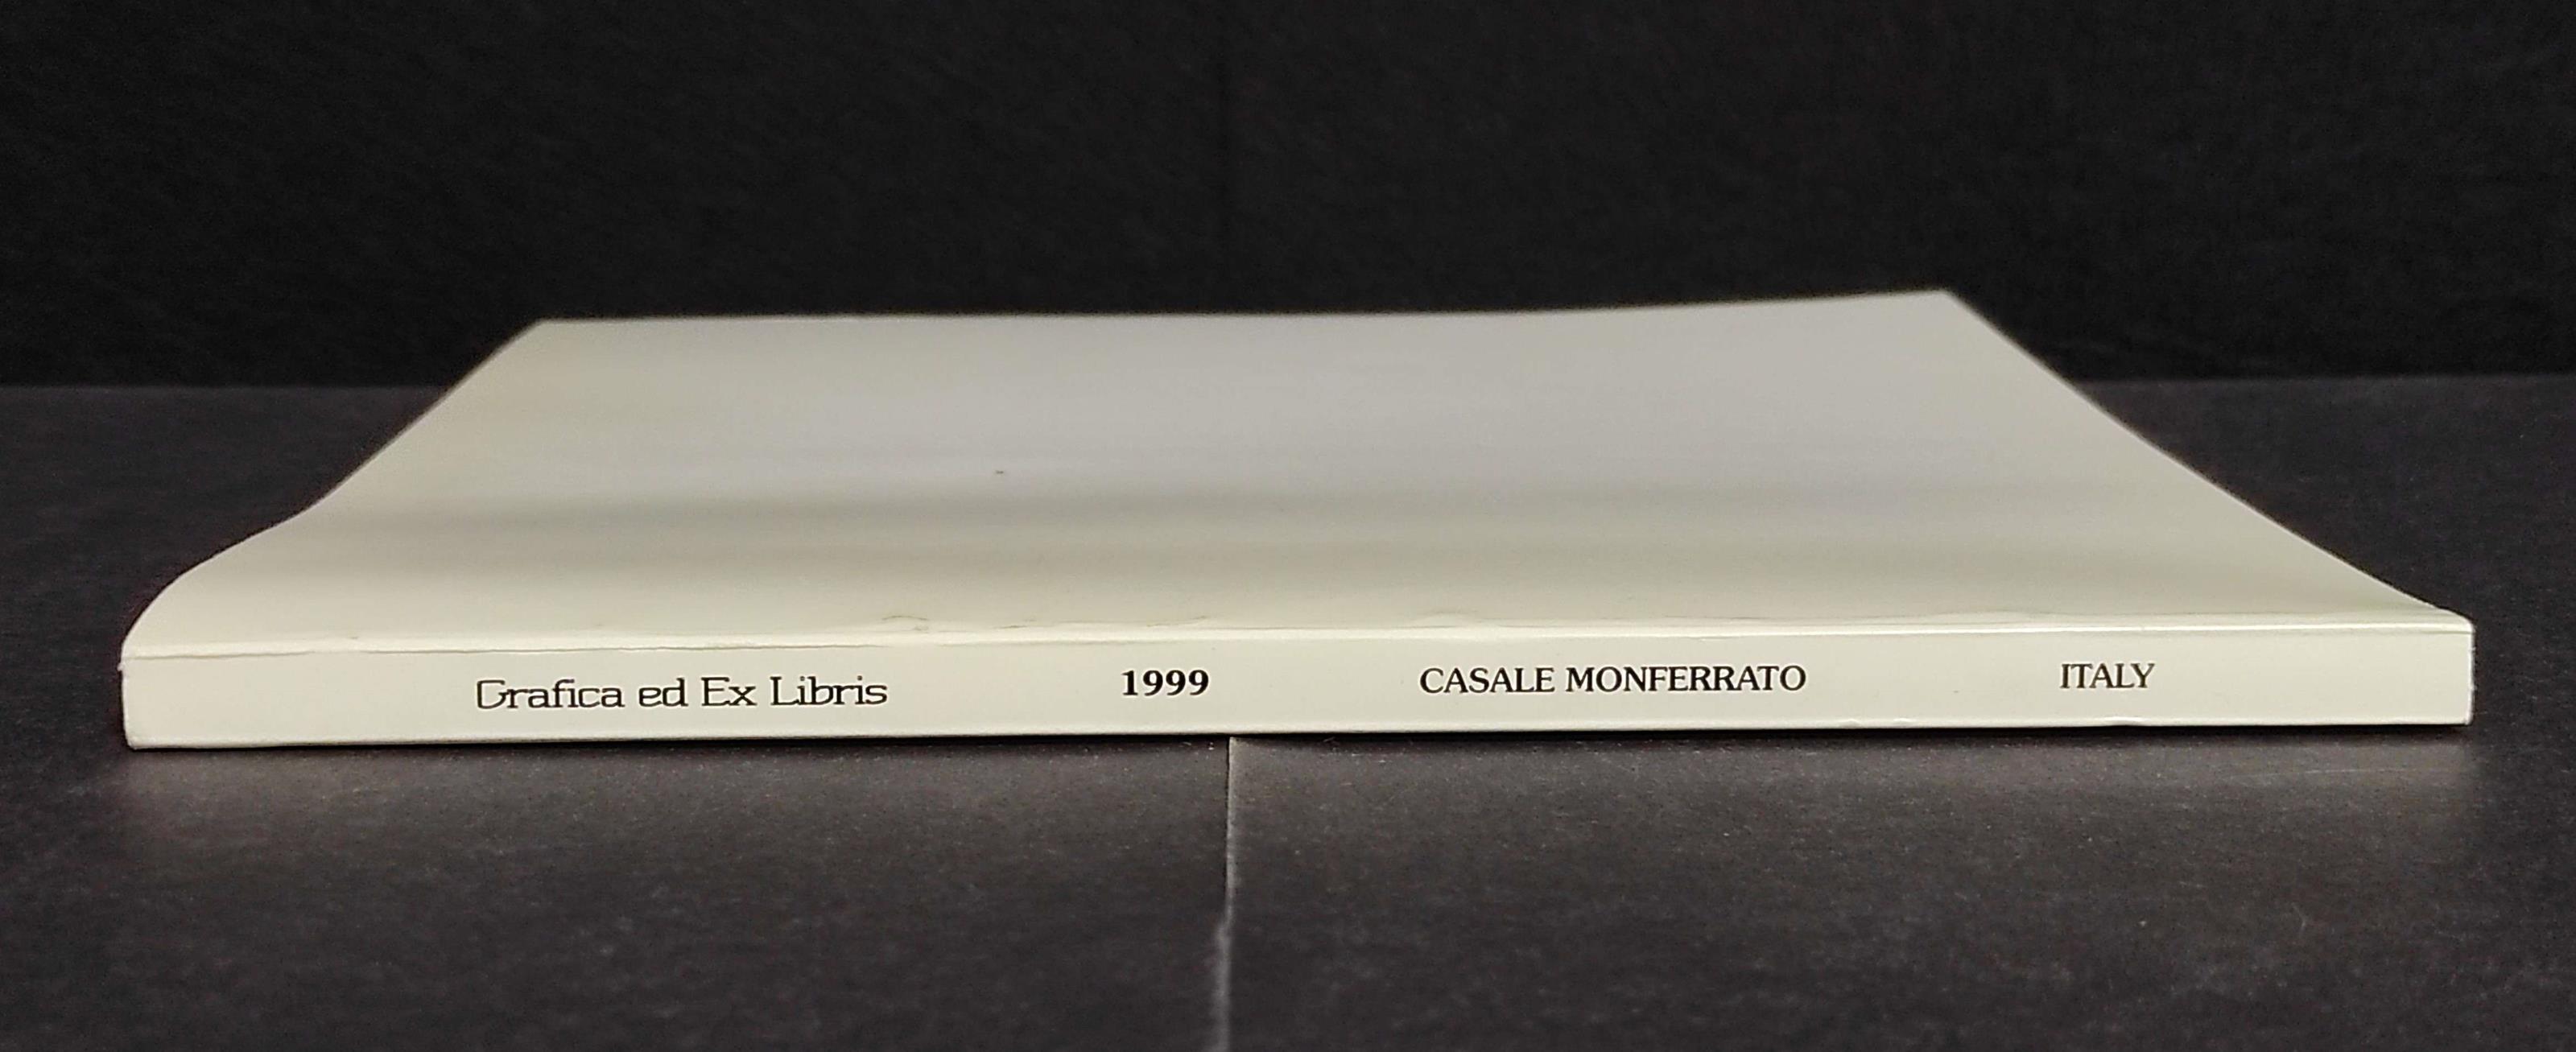 Grafica ed Ex Libris 1999 CASALE MONFERRATO ITALY